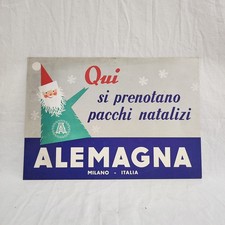 Qui
si prenotano
pacchi natalizi
ALEMAGNA
MILANO - ITALIA